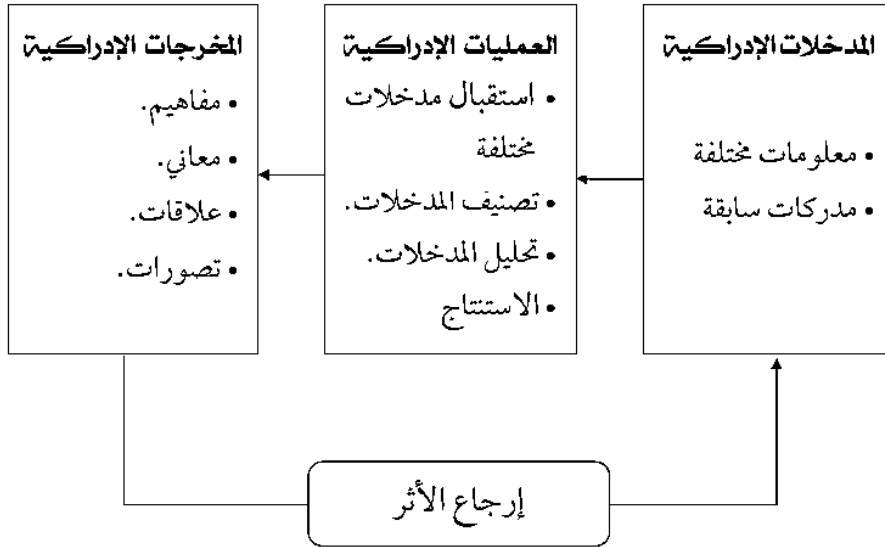 المدخلات الإدراكية
• معلومات مختلفة
• مدركات سابقة
العمليات الإدراكية
• استقبال مدخلات
مختلفة
• تصنيف المدخلات.
• تحليل المدخلات.
• الاستنتاج
المخرجات الإدراكية
• مفاهيم.
• معاني.
• علاقات.
• تصورات.
إرجاع الأثر